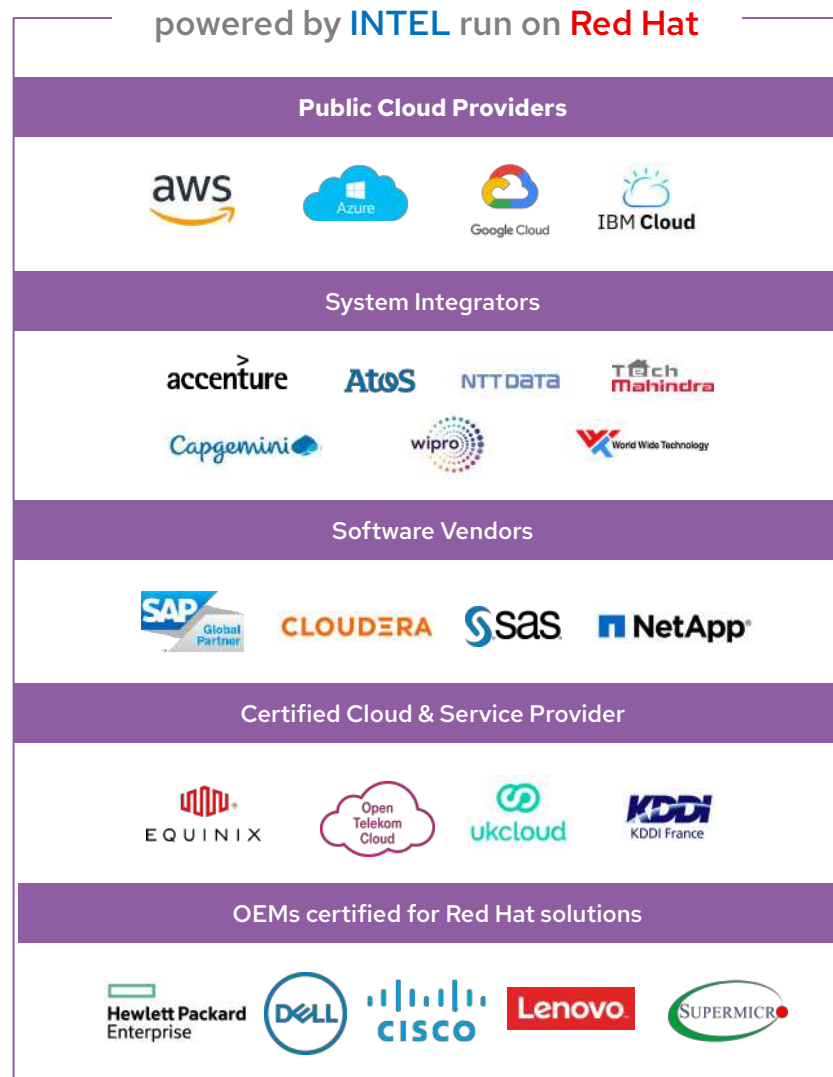 powered by INTEL run on Red Hat
Public Cloud Providers
aws
Azure
Google Cloud
IBM Cloud
System Integrators
accenture
Atos
NTT DATA
Tech
Mahindra
Capgemini
wipro
World Wide Technology
Software Vendors
SAP
Global
Partner
CLOUDERA
sas
NetApp
Certified Cloud & Service Provider
EQUINIX
Open
Telekom
Cloud
ukcloud
KDDI
KDDI France
OEMs certified for Red Hat solutions
Hewlett Packard
Enterprise
DELL
CISCO
Lenovo
SUPERMICRO